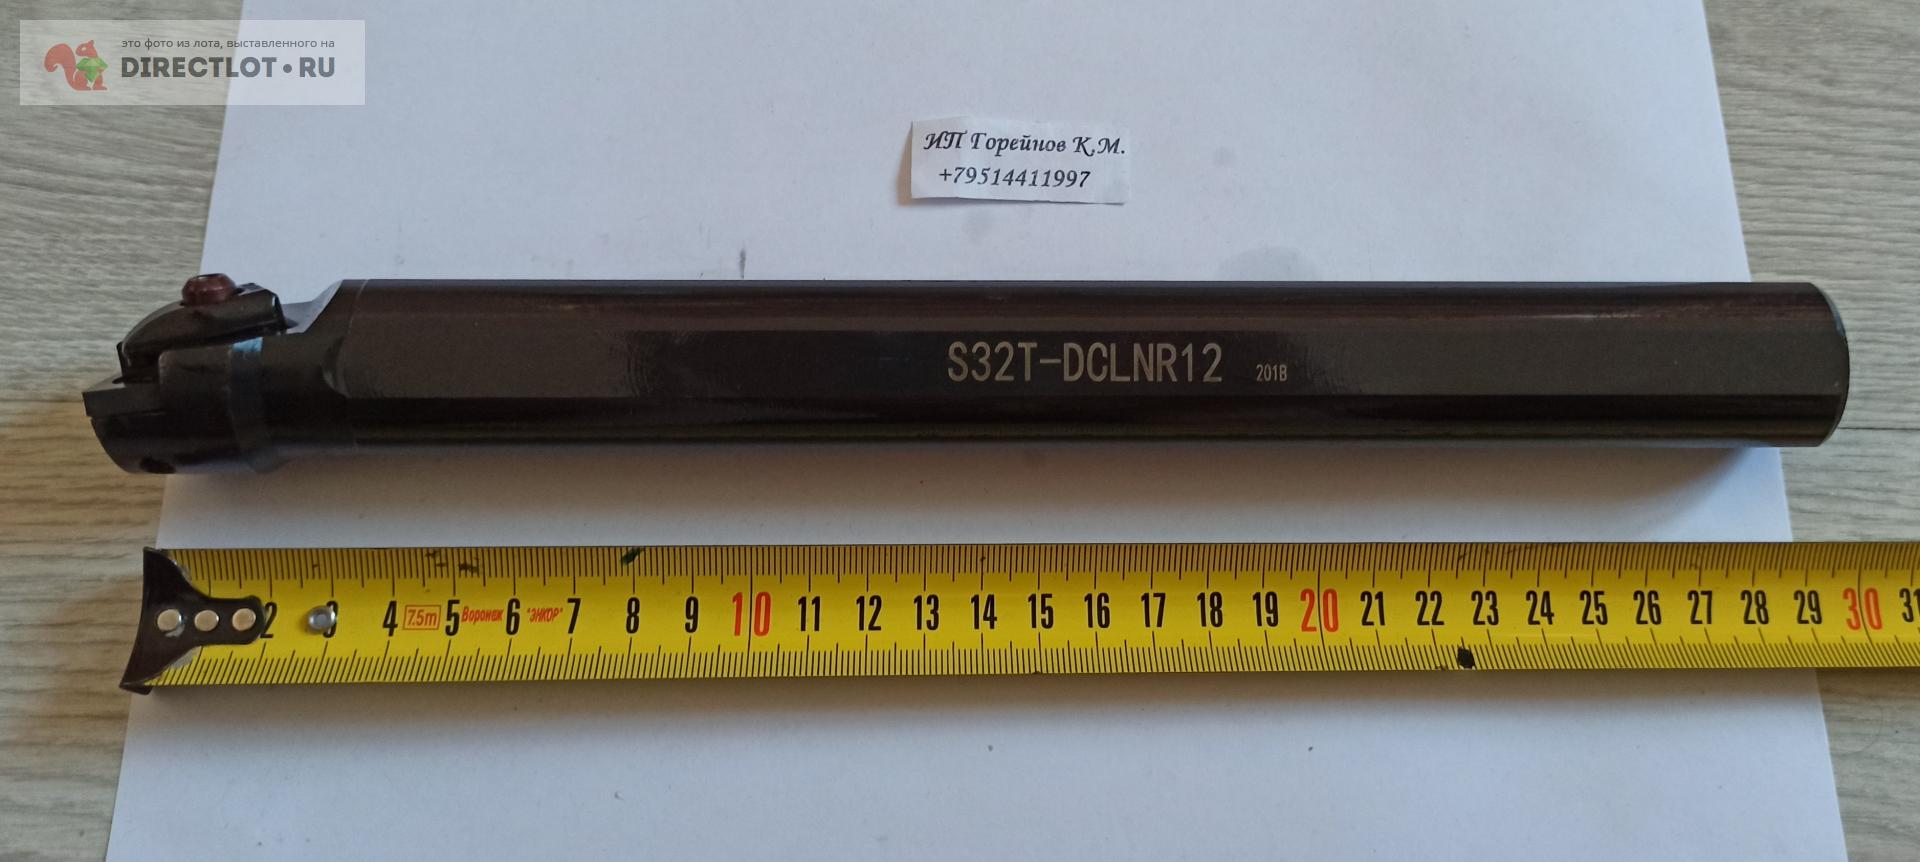 это фото из лота, выставленного на
DIRECTLOT•RU
ИП Горейнов К.М.
+79514411997
S32T-DCLNR12 201B
2 3 4 7.5m 5 Воронеж 6 "ЭНКОР" 7 8 9 10 11 12 13 14 15 16 17 18 19 20 21 22 23 24 25 26 27 28 29 30 31